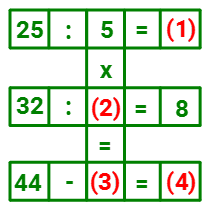 25 : 5 = (1)
x
32 : (2) = 8
=
44 - (3) = (4)